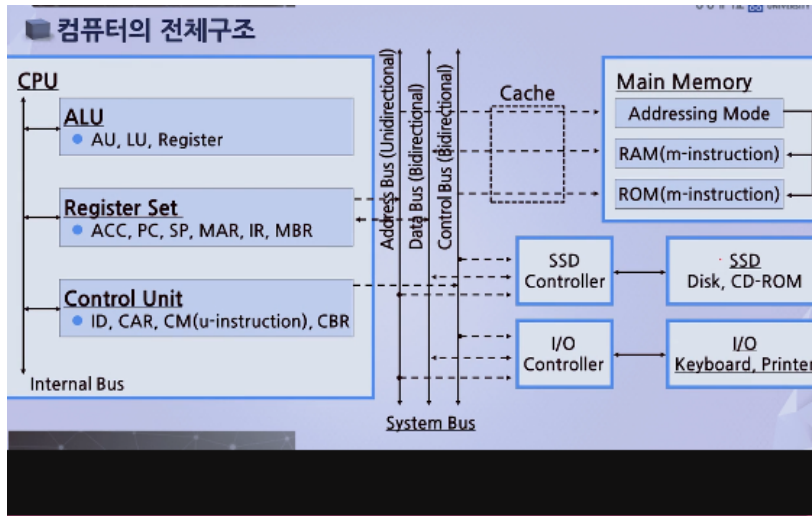 컴퓨터의 전체구조
UNIVERSITY
CPU
ALU
AU, LU, Register
Register Set
ACC, PC, SP, MAR, IR, MBR
Control Unit
ID, CAR, CM(u-instruction), CBR
Internal Bus
Address Bus (Unidirectional)
Data Bus (Bidirectional)
Control Bus (Bidirectional)
System Bus
Cache
Main Memory
Addressing Mode
RAM(m-instruction)
ROM(m-instruction)
SSD
Controller
SSD
Disk, CD-ROM
I/O
Controller
I/O
Keyboard, Printer